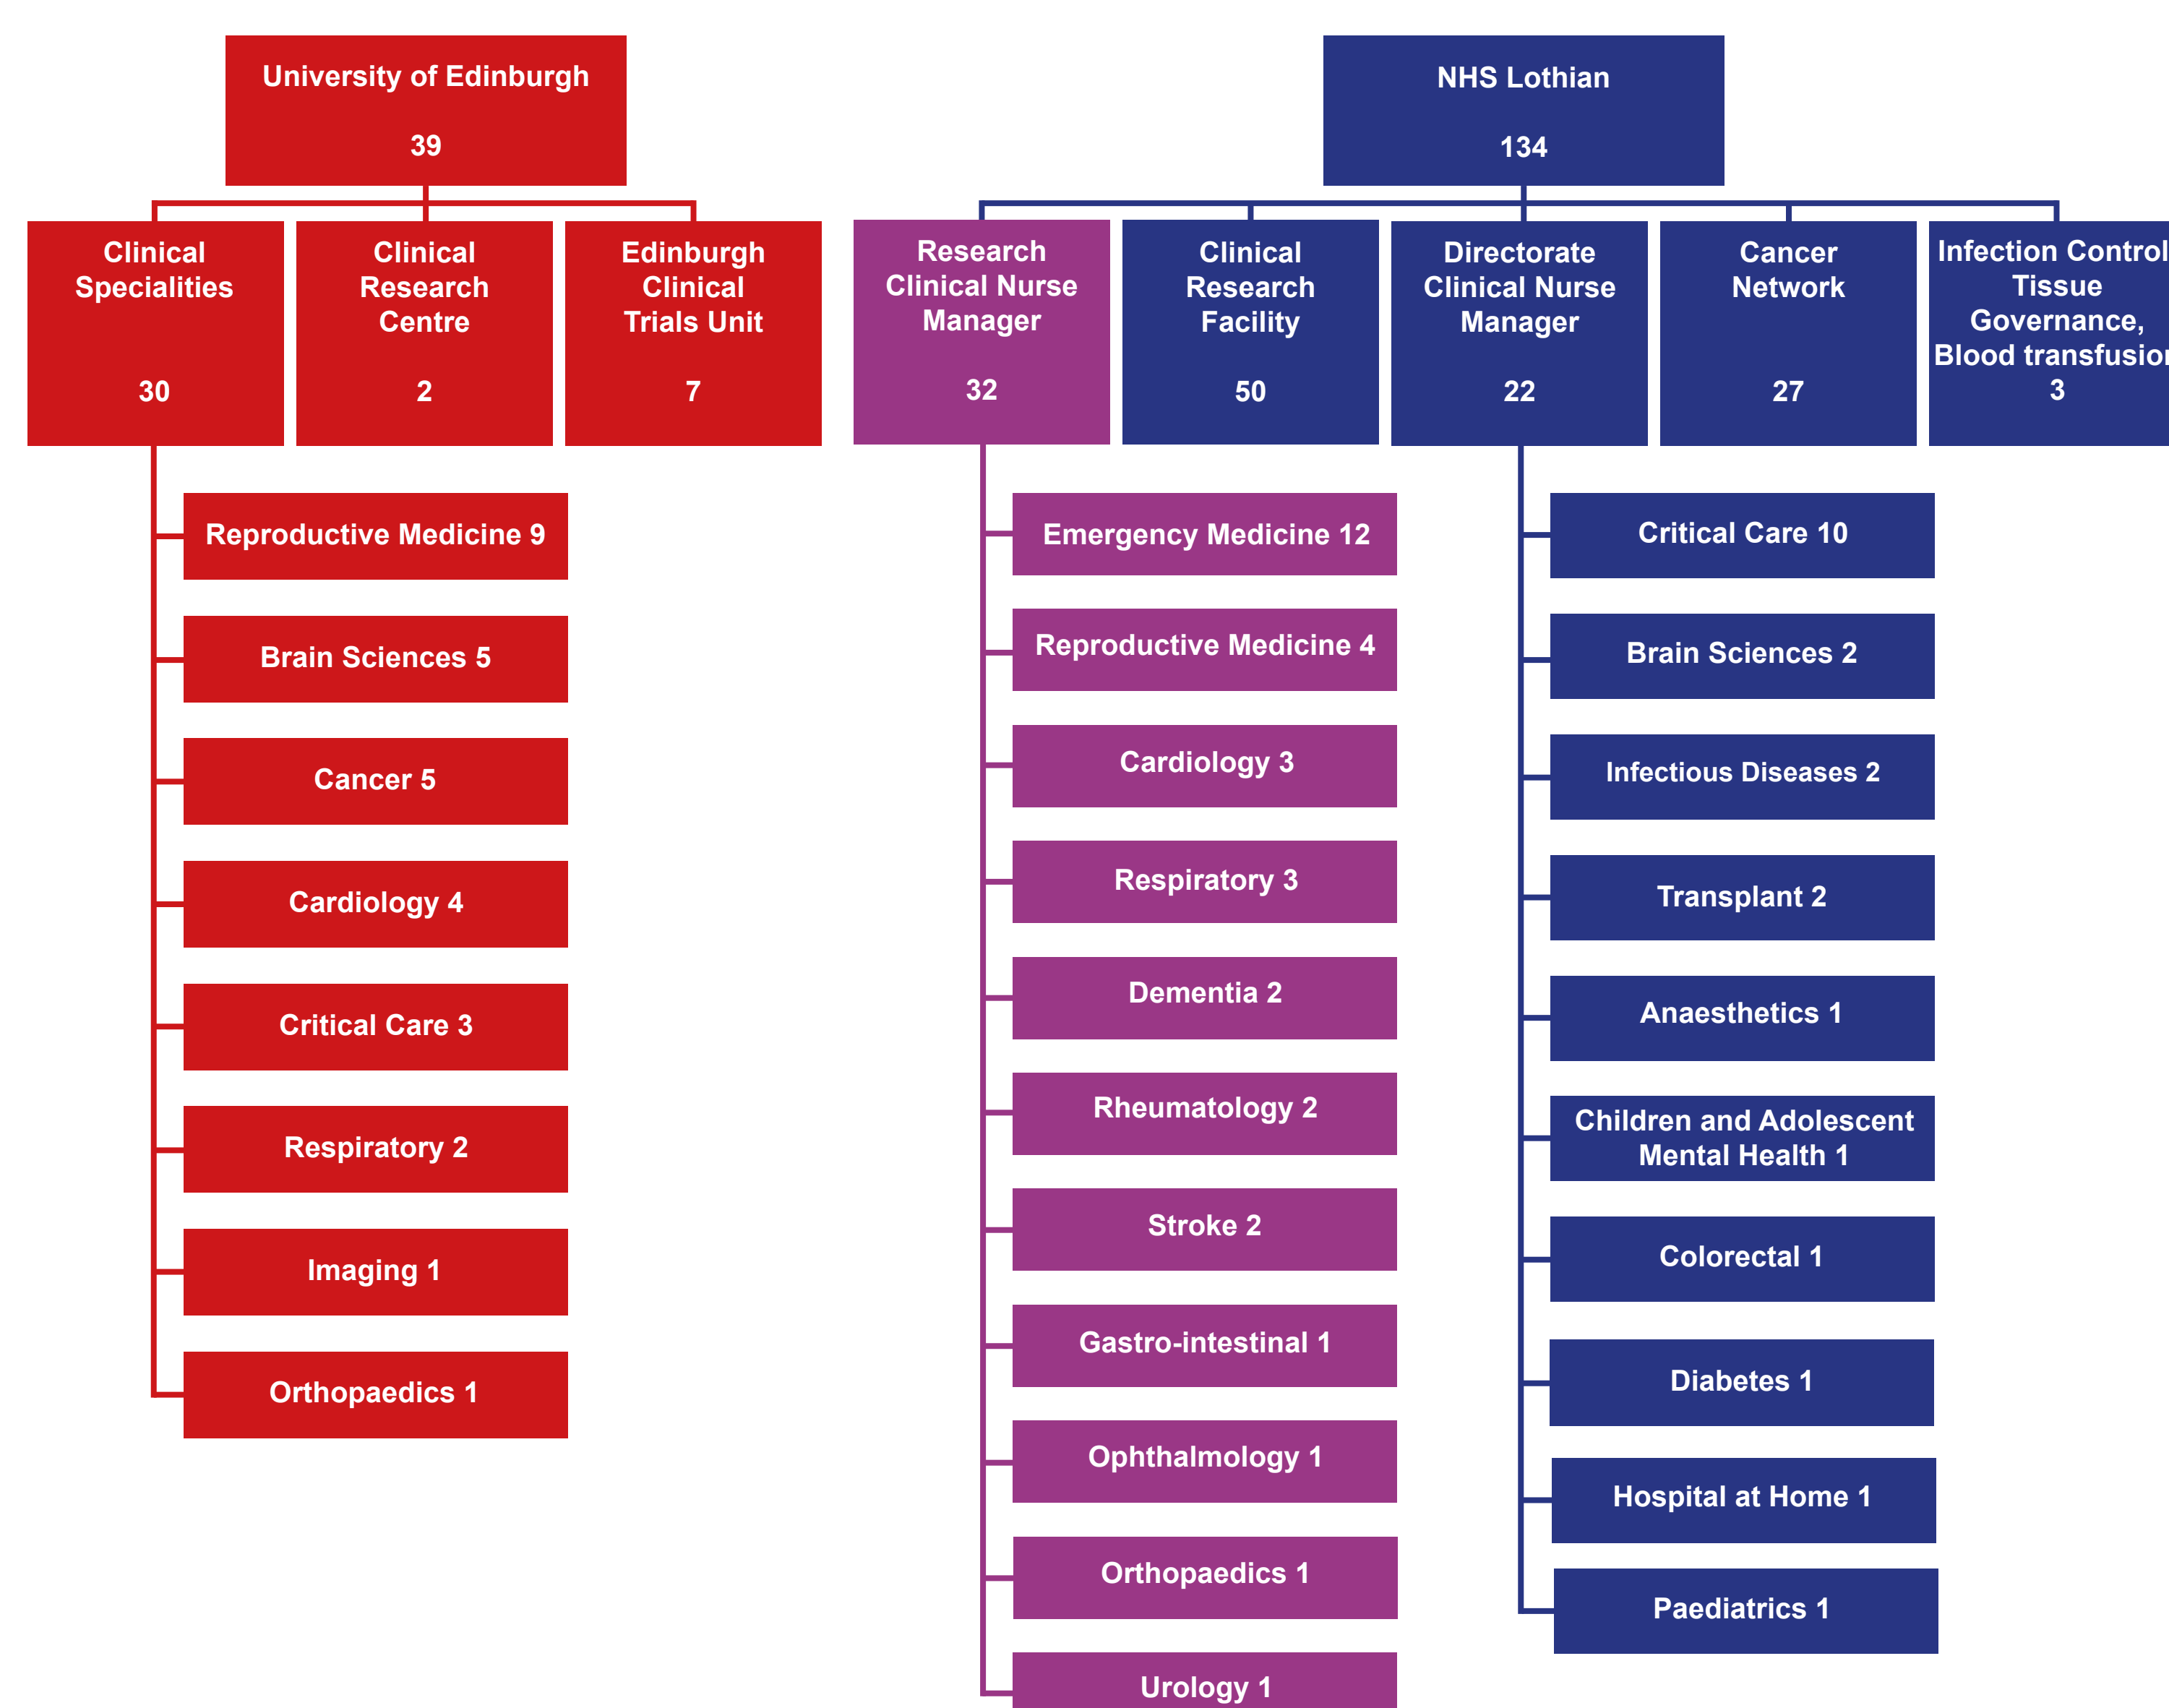 University of Edinburgh
39
NHS Lothian
134
Clinical
Specialities
30
Clinical
Research
Centre
2
Edinburgh
Clinical
Trials Unit
7
Research
Clinical Nurse
Manager
32
Clinical
Research
Facility
50
Directorate
Clinical Nurse
Manager
22
Cancer
Network
27
Infection Control
Tissue
Governance,
Blood transfusion
3
Reproductive Medicine 9
Brain Sciences 5
Cancer 5
Cardiology 4
Critical Care 3
Respiratory 2
Imaging 1
Orthopaedics 1
Emergency Medicine 12
Reproductive Medicine 4
Cardiology 3
Respiratory 3
Dementia 2
Rheumatology 2
Stroke 2
Gastro-intestinal 1
Ophthalmology 1
Orthopaedics 1
Urology 1
Critical Care 10
Brain Sciences 2
Infectious Diseases 2
Transplant 2
Anaesthetics 1
Children and Adolescent
Mental Health 1
Colorectal 1
Diabetes 1
Hospital at Home 1
Paediatrics 1